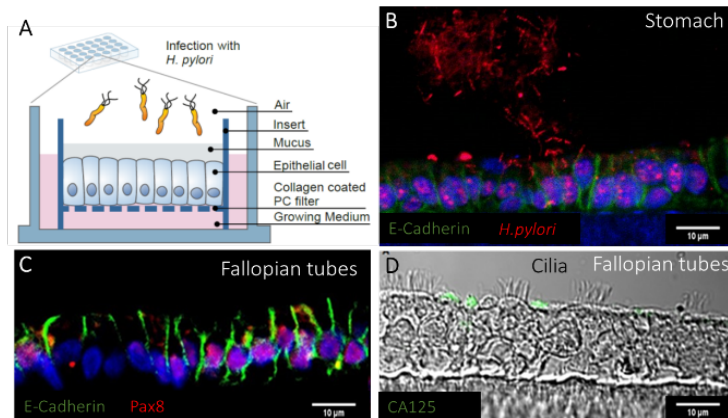 A
Infection with
H. pylori
Air
Insert
Mucus
Epithelial cell
Collagen coated
PC filter
Growing Medium
B
Stomach
E-Cadherin H.pylori
10 µm
C
Fallopian tubes
E-Cadherin Pax8
10 µm
D
Cilia Fallopian tubes
CA125
10 µm